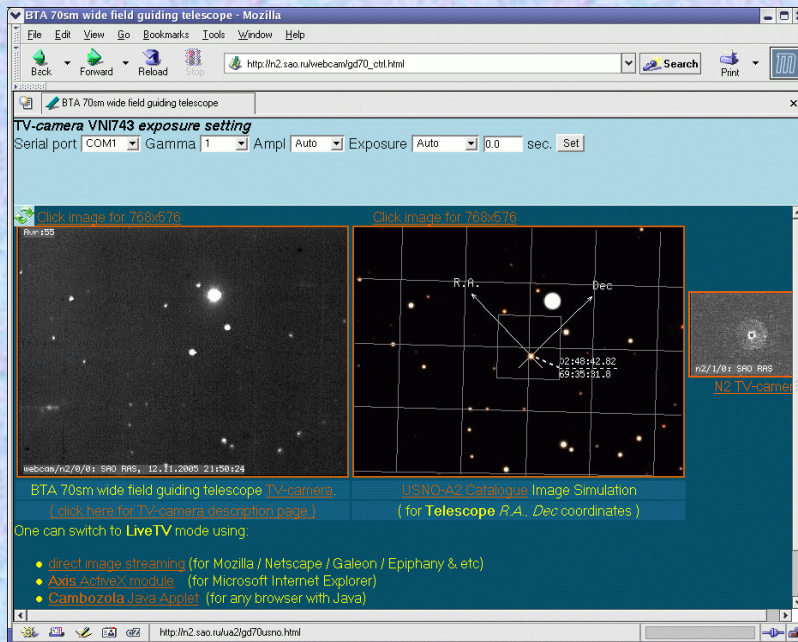 BTA 70sm wide field guiding telescope - Mozilla
File Edit View Go Bookmarks Tools Window Help
Back Forward Reload Stop http://n2.sao.ru/webcam/gd70_ctrl.html Search Print
BTA 70sm wide field guiding telescope
TV-camera VNI743 exposure setting
Serial port COM1 Gamma 1 Ampl Auto Exposure Auto 0.0 sec. Set
Click image for 768x576 Click image for 768x576
Avr:55
R.A. Dec
02:48:42.82
69:35:31.8
n2/1/0: SAO RAS
N2 TV-camer
webcam/n2/0/0: SAO RAS, 12.11.2005 21:50:24
BTA 70sm wide field guiding telescope TV-camera. USNO-A2 Catalogue Image Simulation
( click here for TV-camera description page ) ( for Telescope R.A., Dec coordinates )
One can switch to LiveTV mode using:
direct image streaming (for Mozilla / Netscape / Galeon / Epiphany & etc)
Axis ActiveX module (for Microsoft Internet Explorer)
Cambozola Java Applet (for any browser with Java)
http://n2.sao.ru/ua2/gd70usno.html